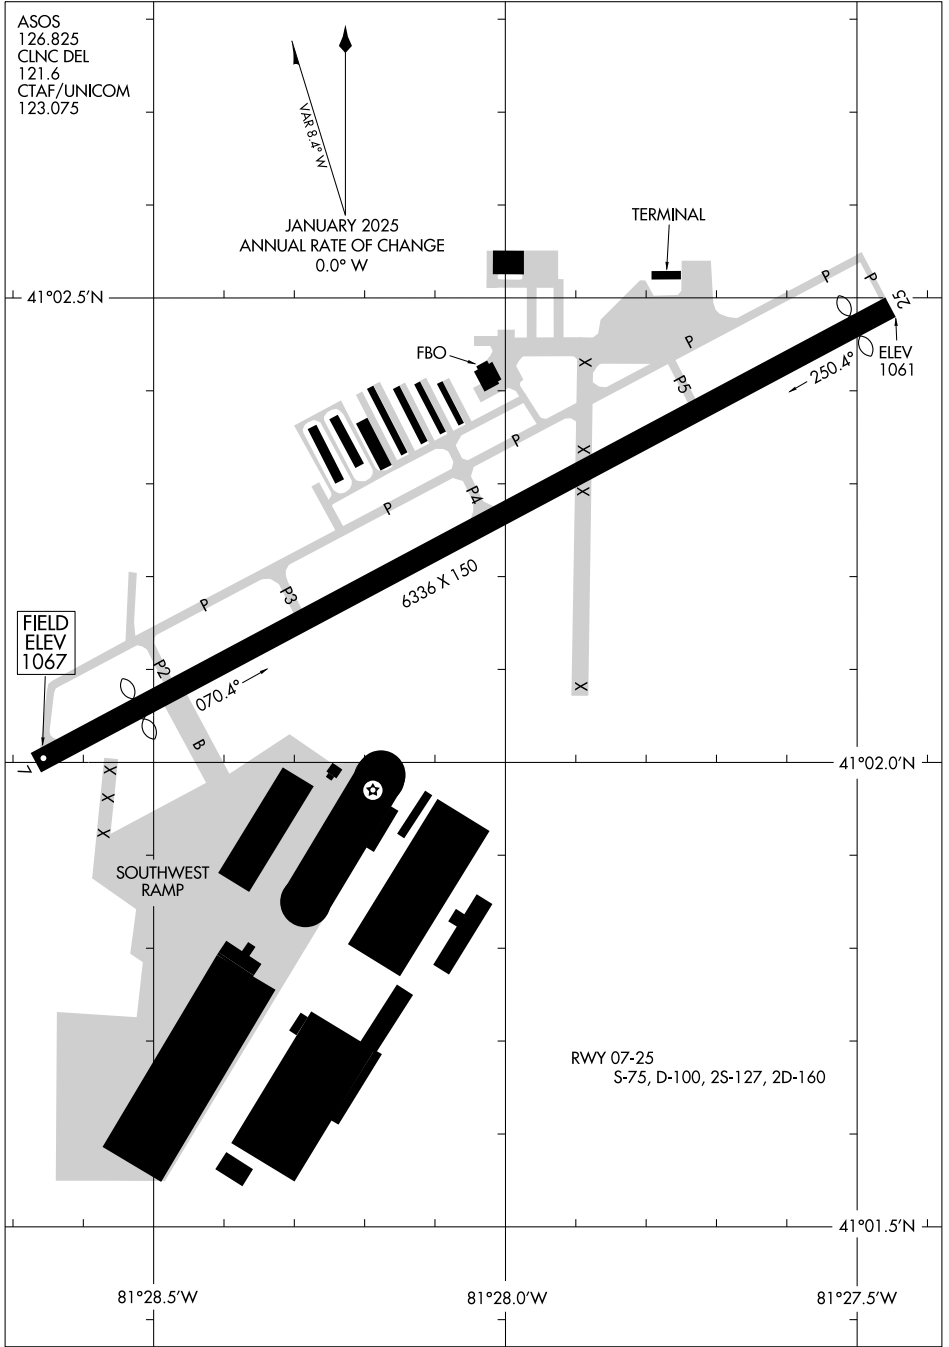 ASOS
126.825
CLNC DEL
121.6
CTAF/UNICOM
123.075
VAR 8.4° W
JANUARY 2025
ANNUAL RATE OF CHANGE
0.0° W
TERMINAL
41°02.5'N
P
P
25
ELEV
1061
FBO
P
X
250.4°
P5
P
X
X
P4
P
6336 X 150
P3
P
FIELD
ELEV
1067
P2
070.4°
X
B
7
41°02.0'N
X
X
X
SOUTHWEST
RAMP
RWY 07-25
S-75, D-100, 2S-127, 2D-160
41°01.5'N
81°28.5'W
81°28.0'W
81°27.5'W